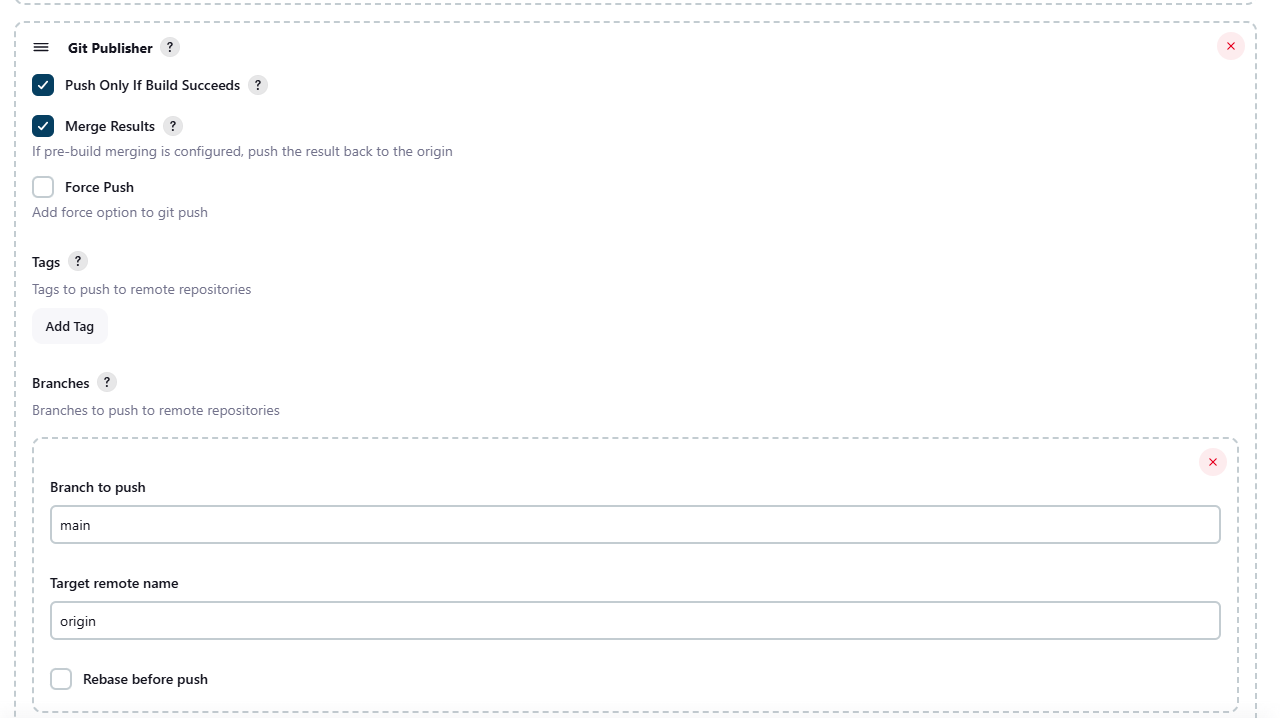 Git Publisher ?
Push Only If Build Succeeds ?
Merge Results ?
If pre-build merging is configured, push the result back to the origin
Force Push
Add force option to git push
Tags ?
Tags to push to remote repositories
Add Tag
Branches ?
Branches to push to remote repositories
Branch to push
main
Target remote name
origin
Rebase before push